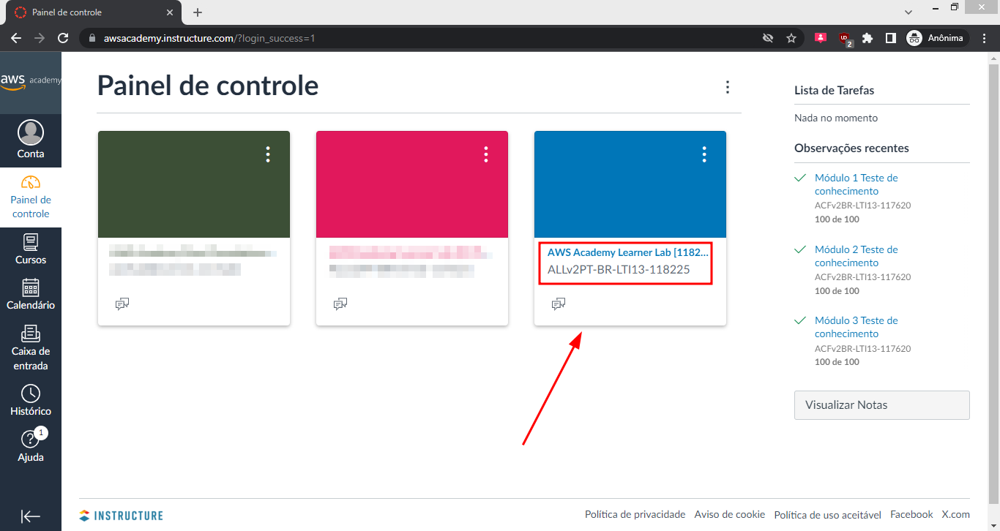 Painel de controle
awsacademy.instructure.com/?login_success=1
2
Anônima
aws academy
Conta
Painel de
controle
Cursos
Calendário
Caixa de
entrada
Histórico
1
Ajuda
Painel de controle
AWS Academy Learner Lab [1182...
ALLv2PT-BR-LTI13-118225
Lista de Tarefas
Nada no momento
Observações recentes
Módulo 1 Teste de
conhecimento
ACFv2BR-LTI13-117620
100 de 100
Módulo 2 Teste de
conhecimento
ACFv2BR-LTI13-117620
100 de 100
Módulo 3 Teste de
conhecimento
ACFv2BR-LTI13-117620
100 de 100
Visualizar Notas
INSTRUCTURE
Política de privacidade Aviso de cookie Política de uso aceitável Facebook X.com